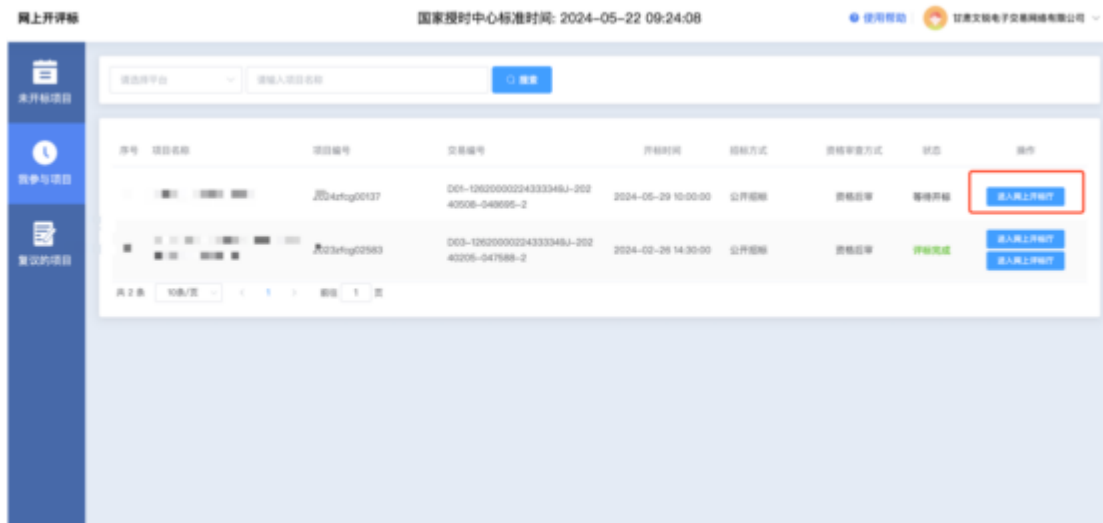 网上开评标
国家授时中心标准时间: 2024-05-22 09:24:08
使用帮助
甘肃文锐电子交易网络有限公司
未开标项目
我参与项目
复议的项目
请选择平台
请输入项目名称
搜索
序号 项目名称 项目编号 交易编号 开标时间 招标方式 资格审查方式 状态 操作
2024zfcg00137
D01-12620000224333349J-202
40508-048695-2
2024-05-29 10:00:00 公开招标 资格后审 等待开标 进入网上开标厅
2023zfcg02583
D03-12620000224333349J-202
40205-047588-2
2024-02-26 14:30:00 公开招标 资格后审 评标完成 进入网上开标厅
进入网上评标厅
共 2 条 10条/页 1 前往 1 页